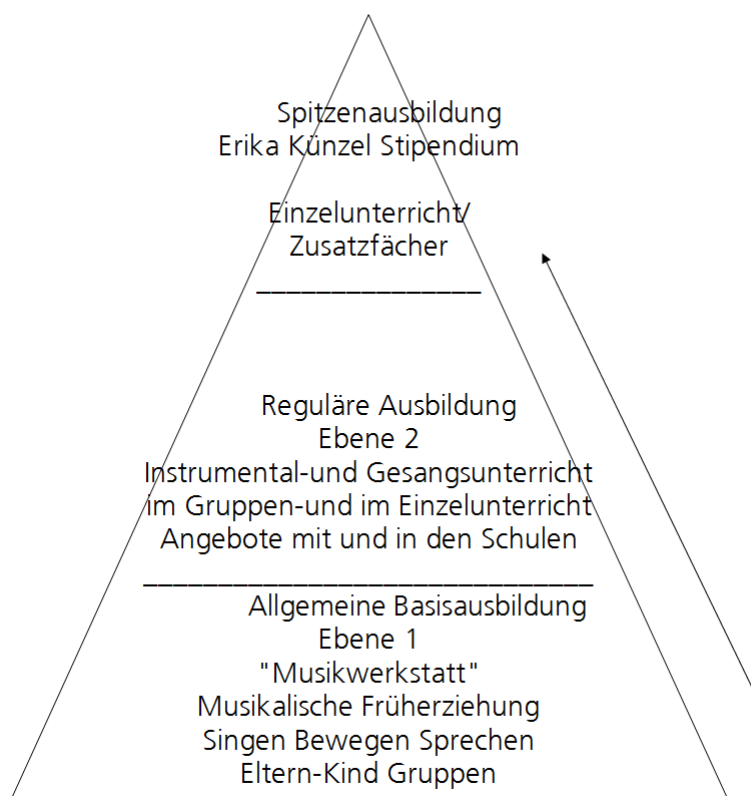 Spitzenausbildung
Erika Künzel Stipendium
Einzelunterricht/
Zusatzfächer
Reguläre Ausbildung
Ebene 2
Instrumental-und Gesangsunterricht
im Gruppen-und im Einzelunterricht
Angebote mit und in den Schulen
Allgemeine Basisausbildung
Ebene 1
"Musikwerkstatt"
Musikalische Früherziehung
Singen Bewegen Sprechen
Eltern-Kind Gruppen